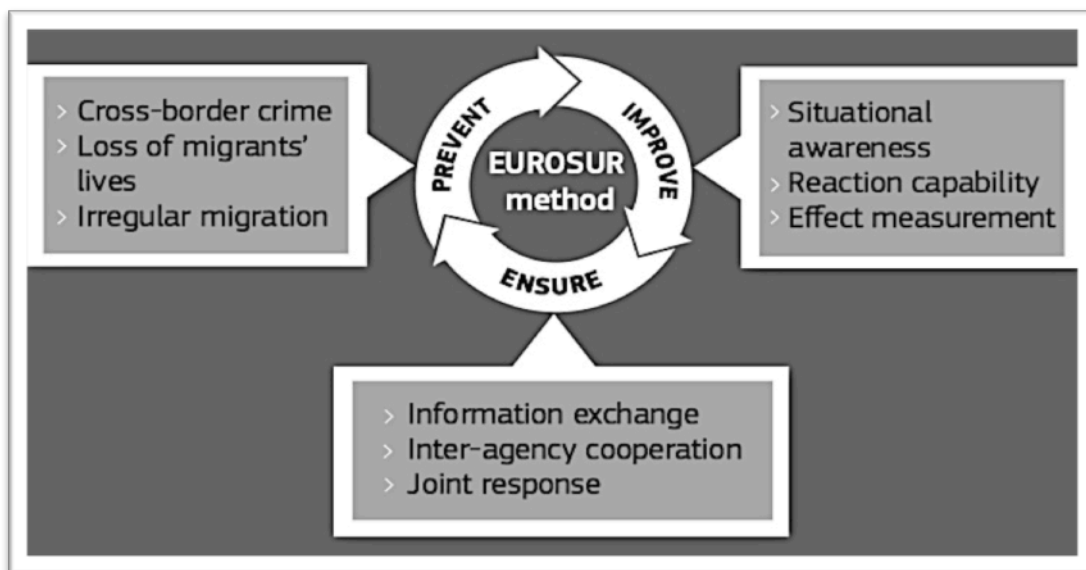 Cross-border crime
Loss of migrants'
lives
Irregular migration
PREVENT
IMPROVE
ENSURE
EUROSUR
method
Situational
awareness
Reaction capability
Effect measurement
Information exchange
Inter-agency cooperation
Joint response